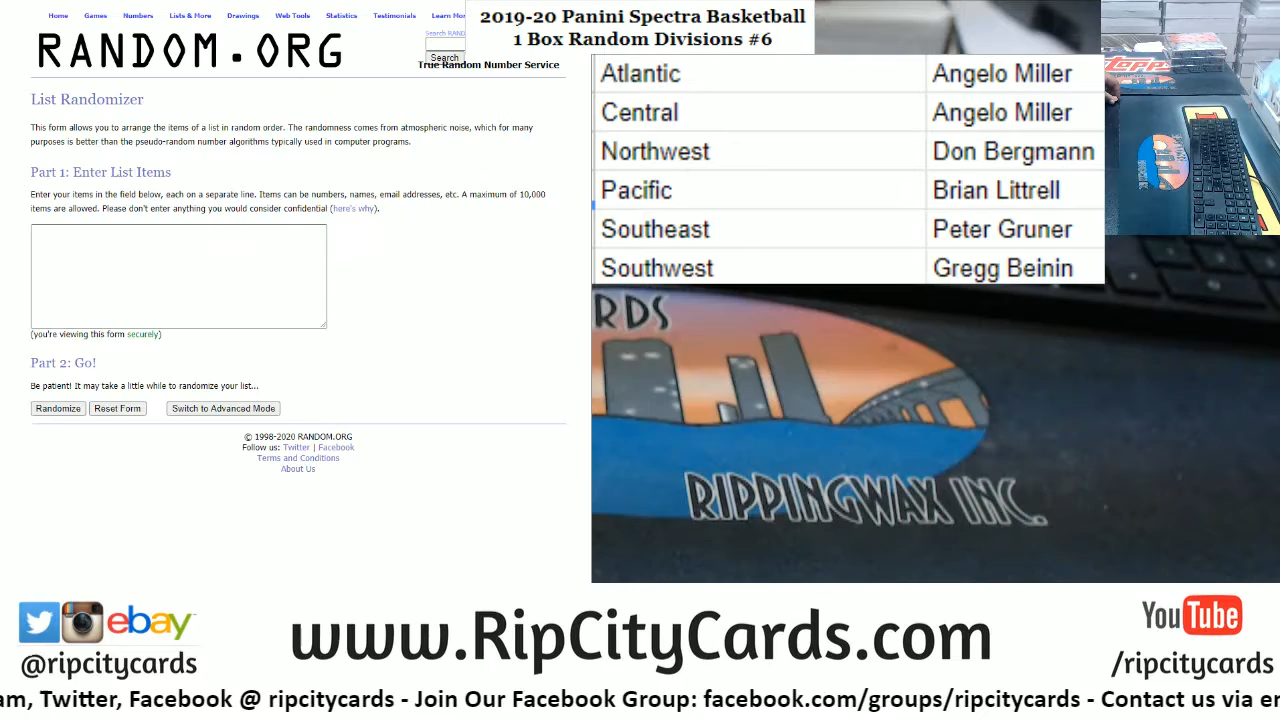 Home Games Numbers Lists & More Drawings Web Tools Statistics Testimonials Learn Mor
RANDOM.ORG
Search RAND
Search
True Random Number Service
List Randomizer
This form allows you to arrange the items of a list in random order. The randomness comes from atmospheric noise, which for many
purposes is better than the pseudo-random number algorithms typically used in computer programs.
Part 1: Enter List Items
Enter your items in the field below, each on a separate line. Items can be numbers, names, email addresses, etc. A maximum of 10,000
items are allowed. Please don't enter anything you would consider confidential (here's why).
(you're viewing this form securely)
Part 2: Go!
Be patient! It may take a little while to randomize your list...
Randomize Reset Form Switch to Advanced Mode
© 1998-2020 RANDOM.ORG
Follow us: Twitter | Facebook
Terms and Conditions
About Us
2019-20 Panini Spectra Basketball
1 Box Random Divisions #6
Atlantic Angelo Miller
Central Angelo Miller
Northwest Don Bergmann
Pacific Brian Littrell
Southeast Peter Gruner
Southwest Gregg Beinin
TOPPS
RDS
RIPPINGWAX INC.
ebay
@ripcitycards
www.RipCityCards.com
YouTube
/ripcitycards
am, Twitter, Facebook @ ripcitycards - Join Our Facebook Group: facebook.com/groups/ripcitycards - Contact us via en